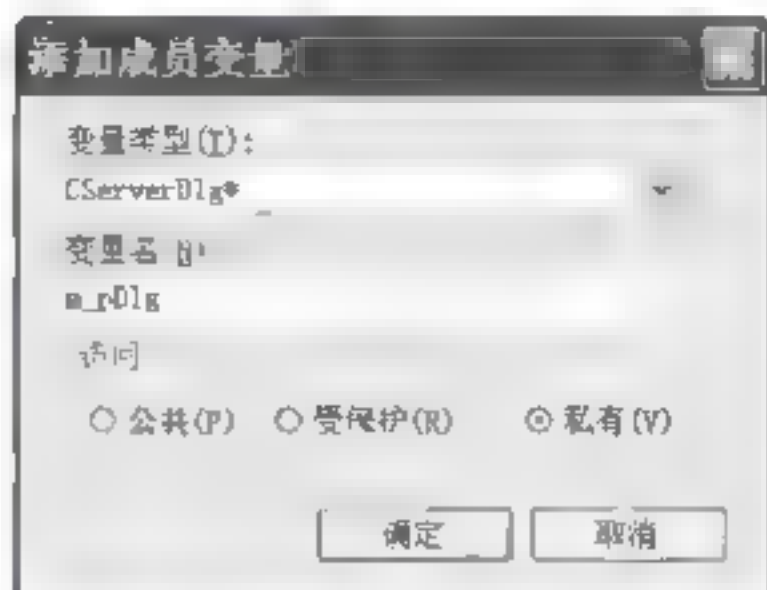 添加成员变量
变量类型(T):
CServerDlg*
变量名(N):
m_pDlg
访问
公共(P) 受保护(R) 私有(V)
确定 取消